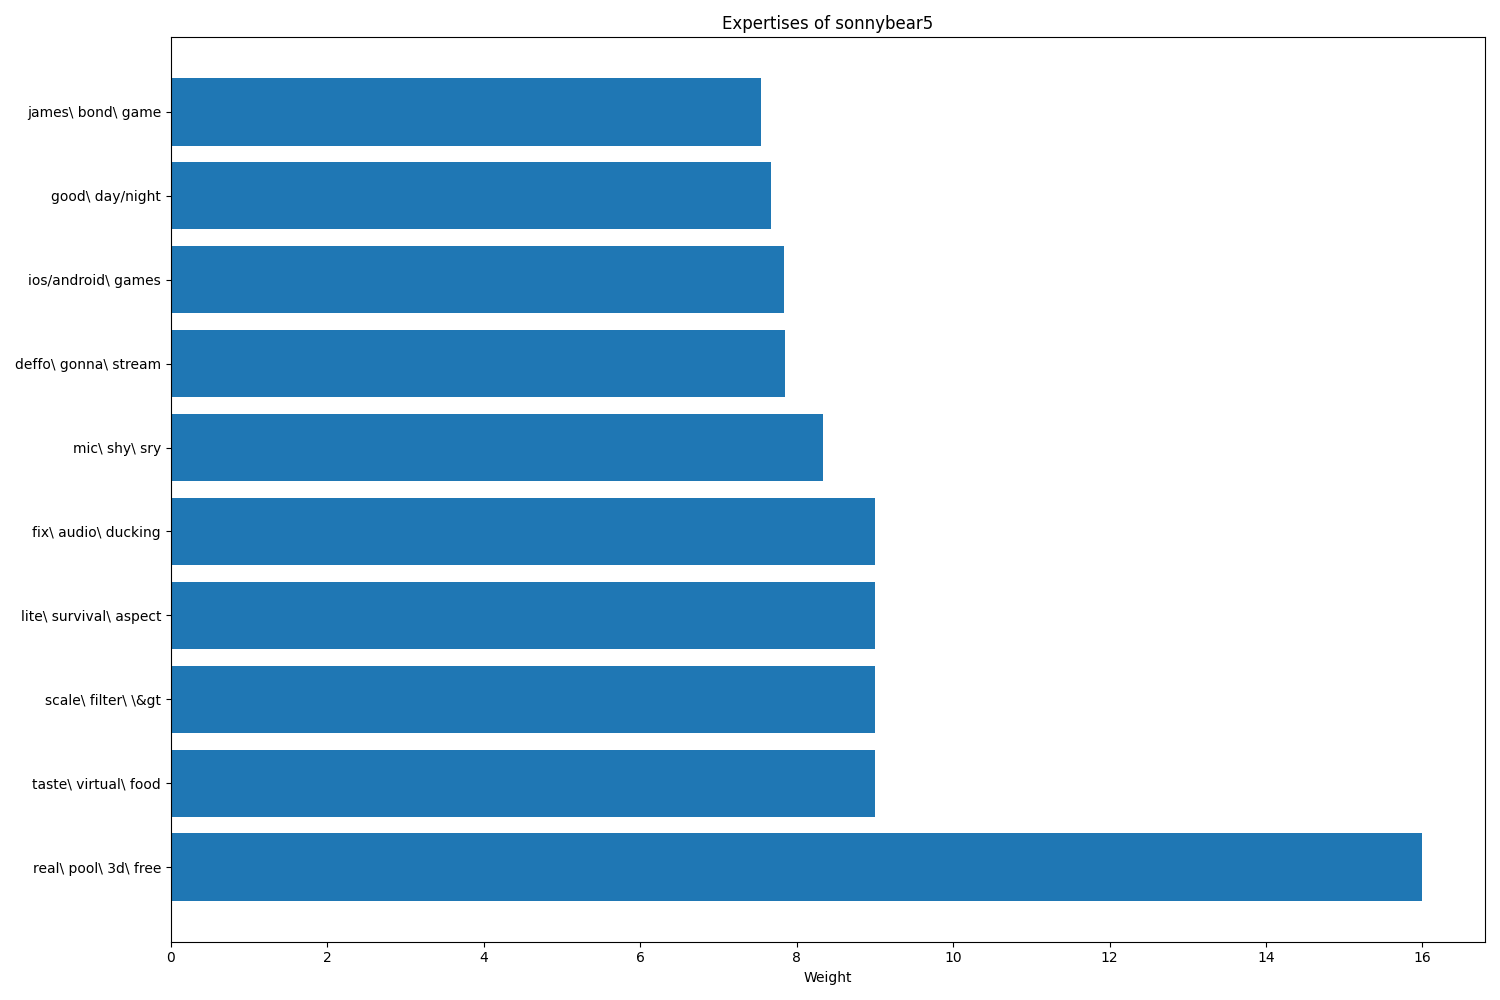 Expertises of sonnybear5
james\ bond\ game
good\ day/night
ios/android\ games
deffo\ gonna\ stream
mic\ shy\ sry
fix\ audio\ ducking
lite\ survival\ aspect
scale\ filter\ \&gt
taste\ virtual\ food
real\ pool\ 3d\ free
0 2 4 6 8 10 12 14 16
Weight